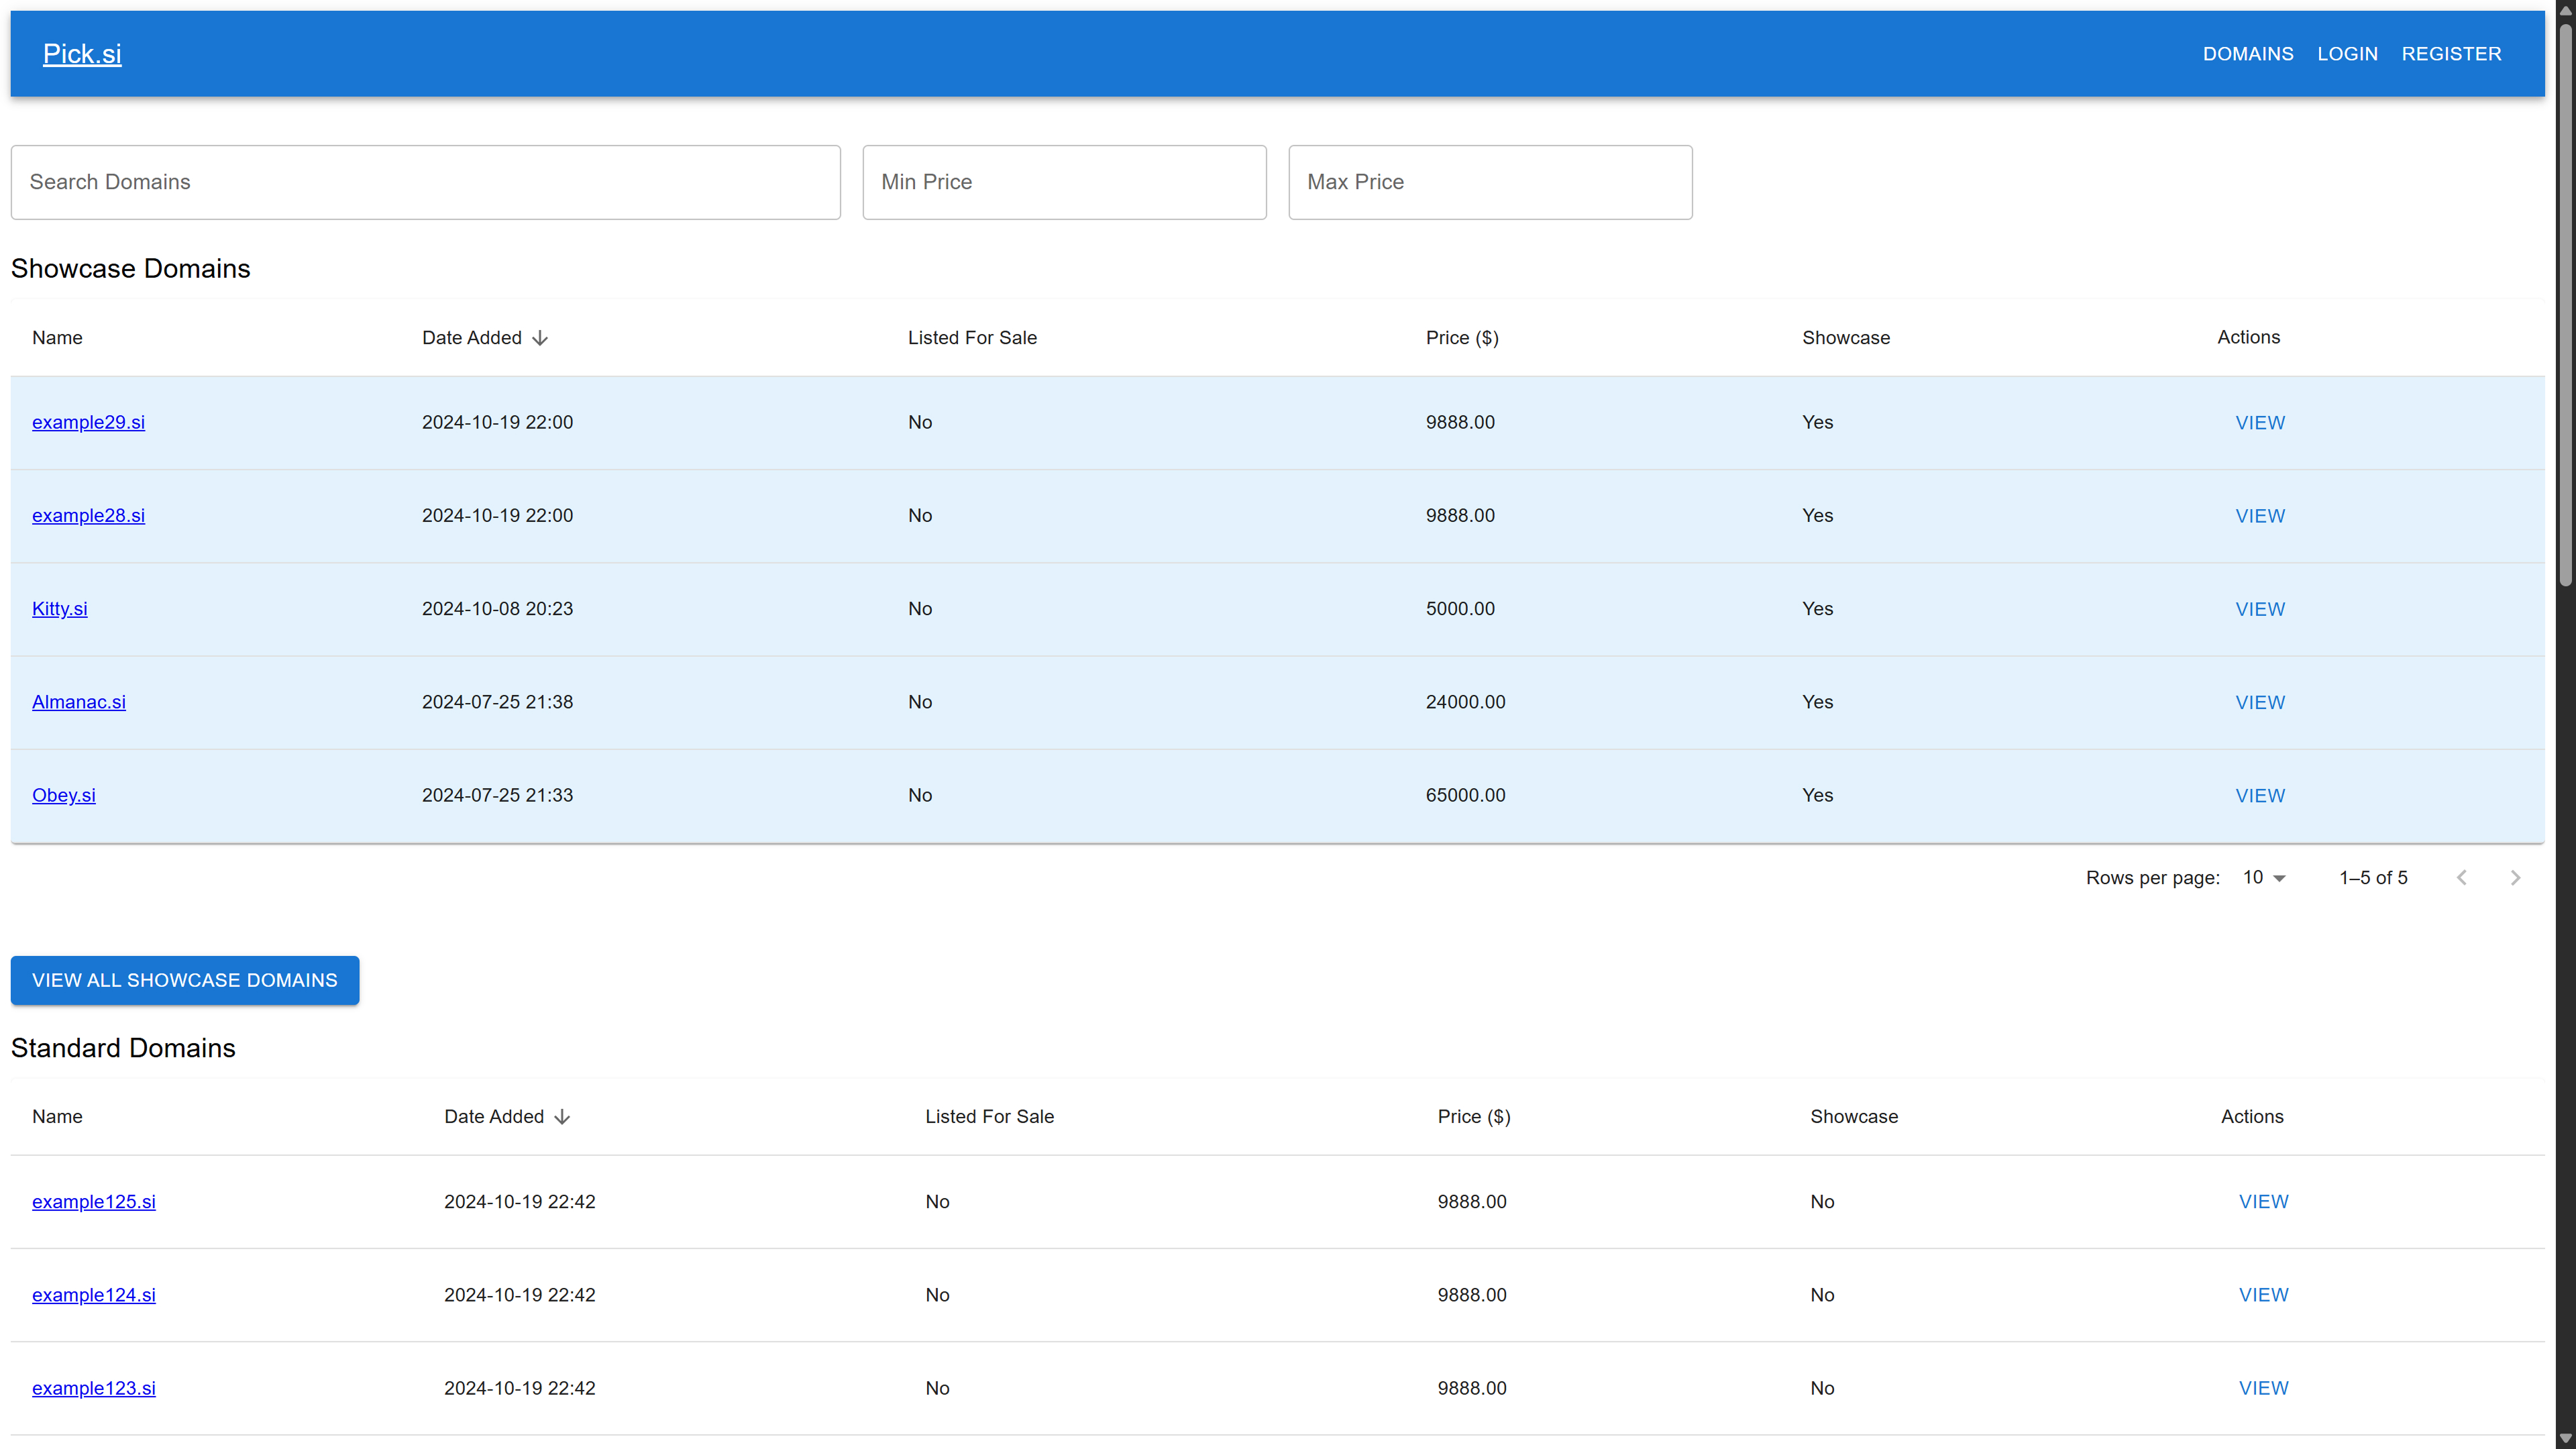 Pick.si DOMAINS LOGIN REGISTER
Search Domains Min Price Max Price
Showcase Domains
Name Date Added Listed For Sale Price ($) Showcase Actions
example29.si 2024-10-19 22:00 No 9888.00 Yes VIEW
example28.si 2024-10-19 22:00 No 9888.00 Yes VIEW
Kitty.si 2024-10-08 20:23 No 5000.00 Yes VIEW
Almanac.si 2024-07-25 21:38 No 24000.00 Yes VIEW
Obey.si 2024-07-25 21:33 No 65000.00 Yes VIEW
Rows per page: 10 1–5 of 5
VIEW ALL SHOWCASE DOMAINS
Standard Domains
Name Date Added Listed For Sale Price ($) Showcase Actions
example125.si 2024-10-19 22:42 No 9888.00 No VIEW
example124.si 2024-10-19 22:42 No 9888.00 No VIEW
example123.si 2024-10-19 22:42 No 9888.00 No VIEW